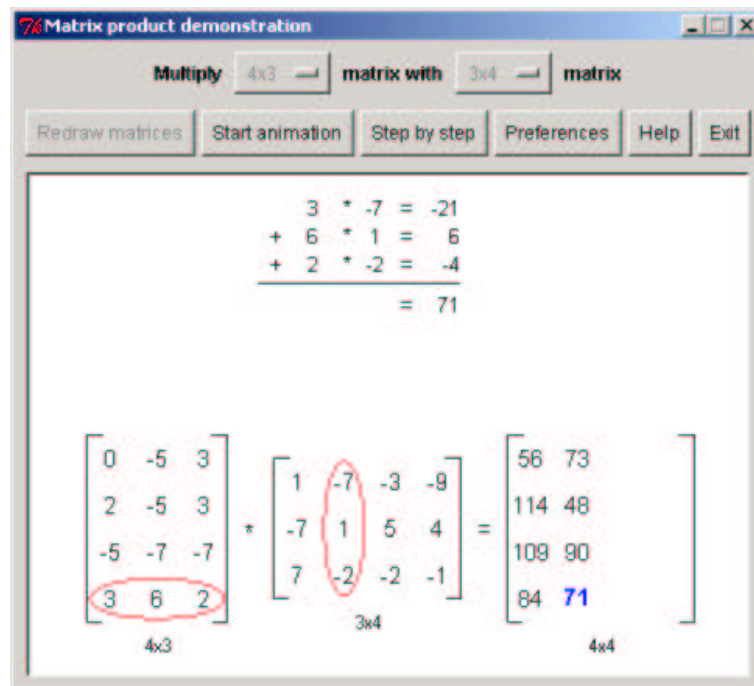 Matrix product demonstration
Multiply 4x3 matrix with 3x4 matrix
Redraw matrices Start animation Step by step Preferences Help Exit
3 * -7 = -21
+ 6 * 1 = 6
+ 2 * -2 = -4
= 71
0 -5 3
2 -5 3
-5 -7 -7
3 6 2
4x3
*
1 -7 -3 -9
-7 1 5 4
7 -2 -2 -1
3x4
=
56 73
114 48
109 90
84 71
4x4